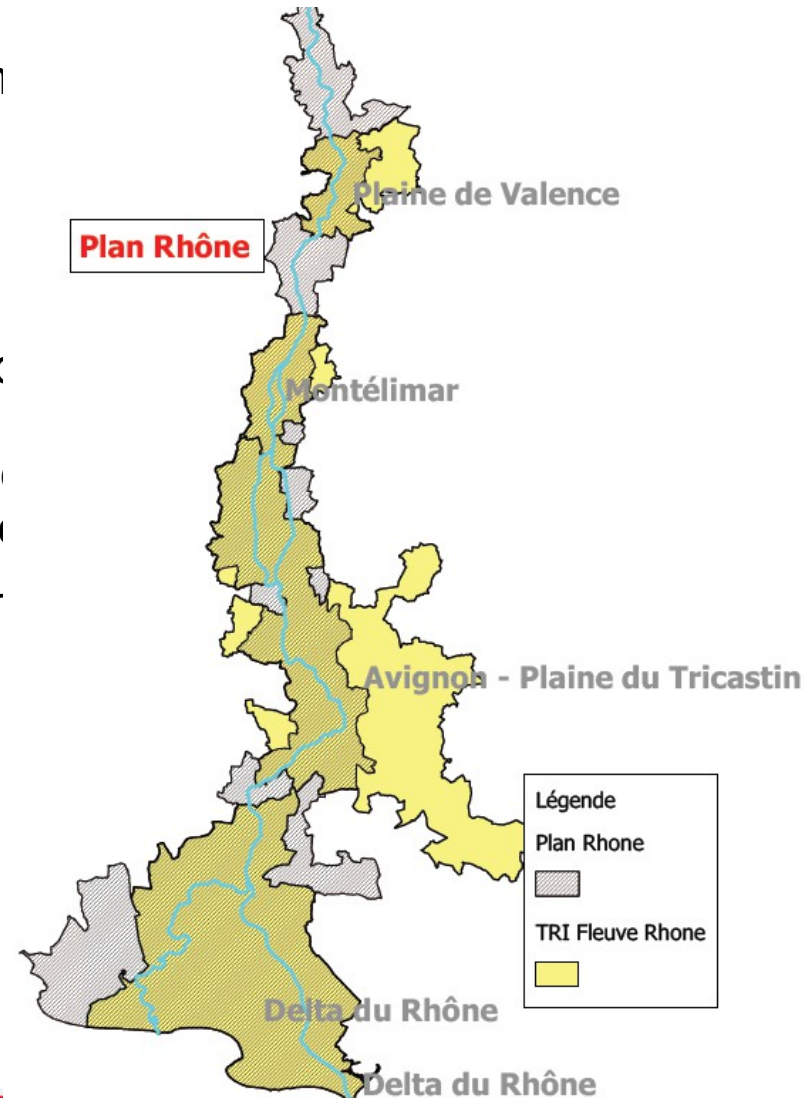 Plaine de Valence
Plan Rhône
Montélimar
Avignon - Plaine du Tricastin
Légende
Plan Rhone
TRI Fleuve Rhone
Delta du Rhône
Delta du Rhône